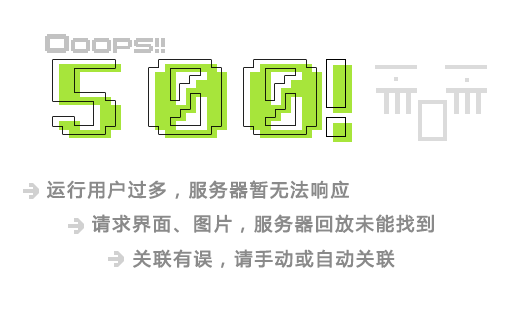 Ooops!!
500!
运行用户过多，服务器暂无法响应
请求界面、图片，服务器回放未能找到
关联有误，请手动或自动关联